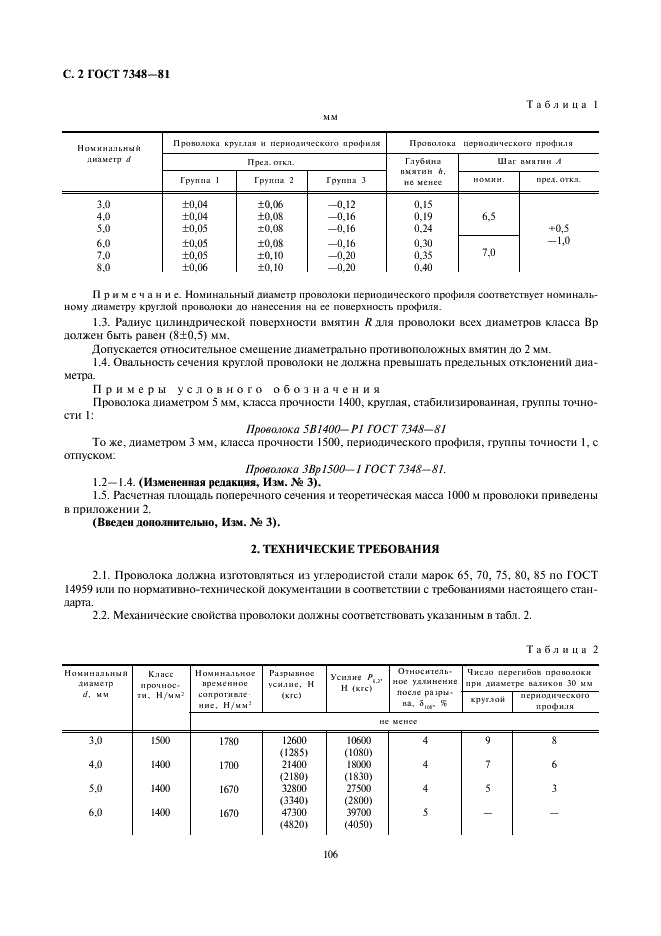 С. 2 ГОСТ 7348—81
Таблица 1
мм
Номинальный диаметр d | Проволока круглая и периодического профиля | Проволока периодического профиля
Пред. откл. | Глубина вмятин h, не менее | Шаг вмятин A
Группа 1 | Группа 2 | Группа 3 | номин. | пред. откл.
3,0 | ±0,04 | ±0,06 | —0,12 | 0,15
4,0 | ±0,04 | ±0,08 | —0,16 | 0,19 | 6,5
5,0 | ±0,05 | ±0,08 | —0,16 | 0,24 | +0,5
6,0 | ±0,05 | ±0,08 | —0,16 | 0,30 | —1,0
7,0 | ±0,05 | ±0,10 | —0,20 | 0,35 | 7,0
8,0 | ±0,06 | ±0,10 | —0,20 | 0,40
Примечание. Номинальный диаметр проволоки периодического профиля соответствует номиналь-
ному диаметру круглой проволоки до нанесения на ее поверхность профиля.
1.3. Радиус цилиндрической поверхности вмятин R для проволоки всех диаметров класса Вр
должен быть равен (8±0,5) мм.
Допускается относительное смещение диаметрально противоположных вмятин до 2 мм.
1.4. Овальность сечения круглой проволоки не должна превышать предельных отклонений диа-
метра.
Примеры условного обозначения
Проволока диаметром 5 мм, класса прочности 1400, круглая, стабилизированная, группы точно-
сти 1:
Проволока 5В1400—Р1 ГОСТ 7348—81
То же, диаметром 3 мм, класса прочности 1500, периодического профиля, группы точности 1, с
отпуском:
Проволока 3Вр1500—1 ГОСТ 7348—81.
1.2—1.4. (Измененная редакция, Изм. № 3).
1.5. Расчетная площадь поперечного сечения и теоретическая масса 1000 м проволоки приведены
в приложении 2.
(Введен дополнительно, Изм. № 3).
2. ТЕХНИЧЕСКИЕ ТРЕБОВАНИЯ
2.1. Проволока должна изготовляться из углеродистой стали марок 65, 70, 75, 80, 85 по ГОСТ
14959 или по нормативно-технической документации в соответствии с требованиями настоящего стан-
дарта.
2.2. Механические свойства проволоки должны соответствовать указанным в табл. 2.
Таблица 2
Номинальный диаметр d, мм | Класс прочнос-ти, Н/мм² | Номинальное временное сопротивле-ние, Н/мм² | Разрывное усилие, Н (кгс) | Усилие P0,2, Н (кгс) | Относитель-ное удлинение после разры-ва, δ100, % | Число перегибов проволоки при диаметре валиков 30 мм
круглой | периодического профиля
не менее
3,0 | 1500 | 1780 | 12600 | 10600 | 4 | 9 | 8
(1285) | (1080)
4,0 | 1400 | 1700 | 21400 | 18000 | 4 | 7 | 6
(2180) | (1830)
5,0 | 1400 | 1670 | 32800 | 27500 | 4 | 5 | 3
(3340) | (2800)
6,0 | 1400 | 1670 | 47300 | 39700 | 5 | — | —
(4820) | (4050)
106